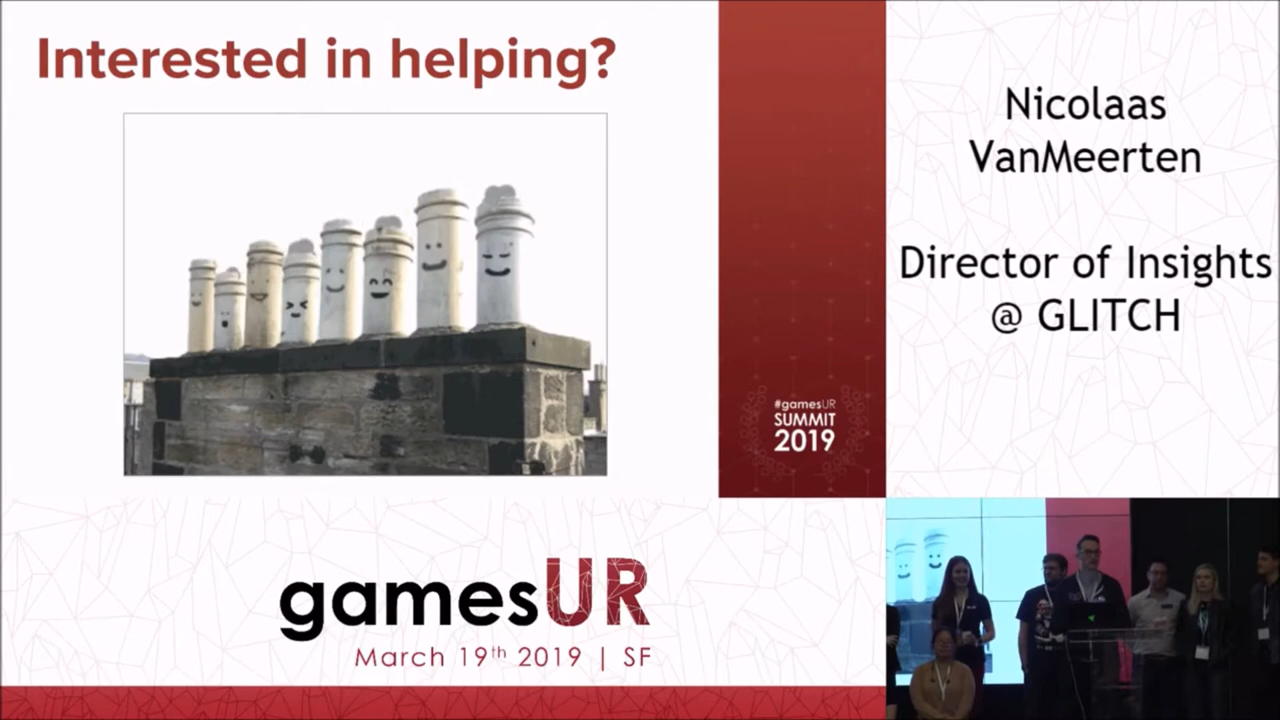 Interested in helping?
#gamesUR
SUMMIT
2019
Nicolaas
VanMeerten
Director of Insights
@ GLITCH
gamesUR
March 19th 2019 | SF